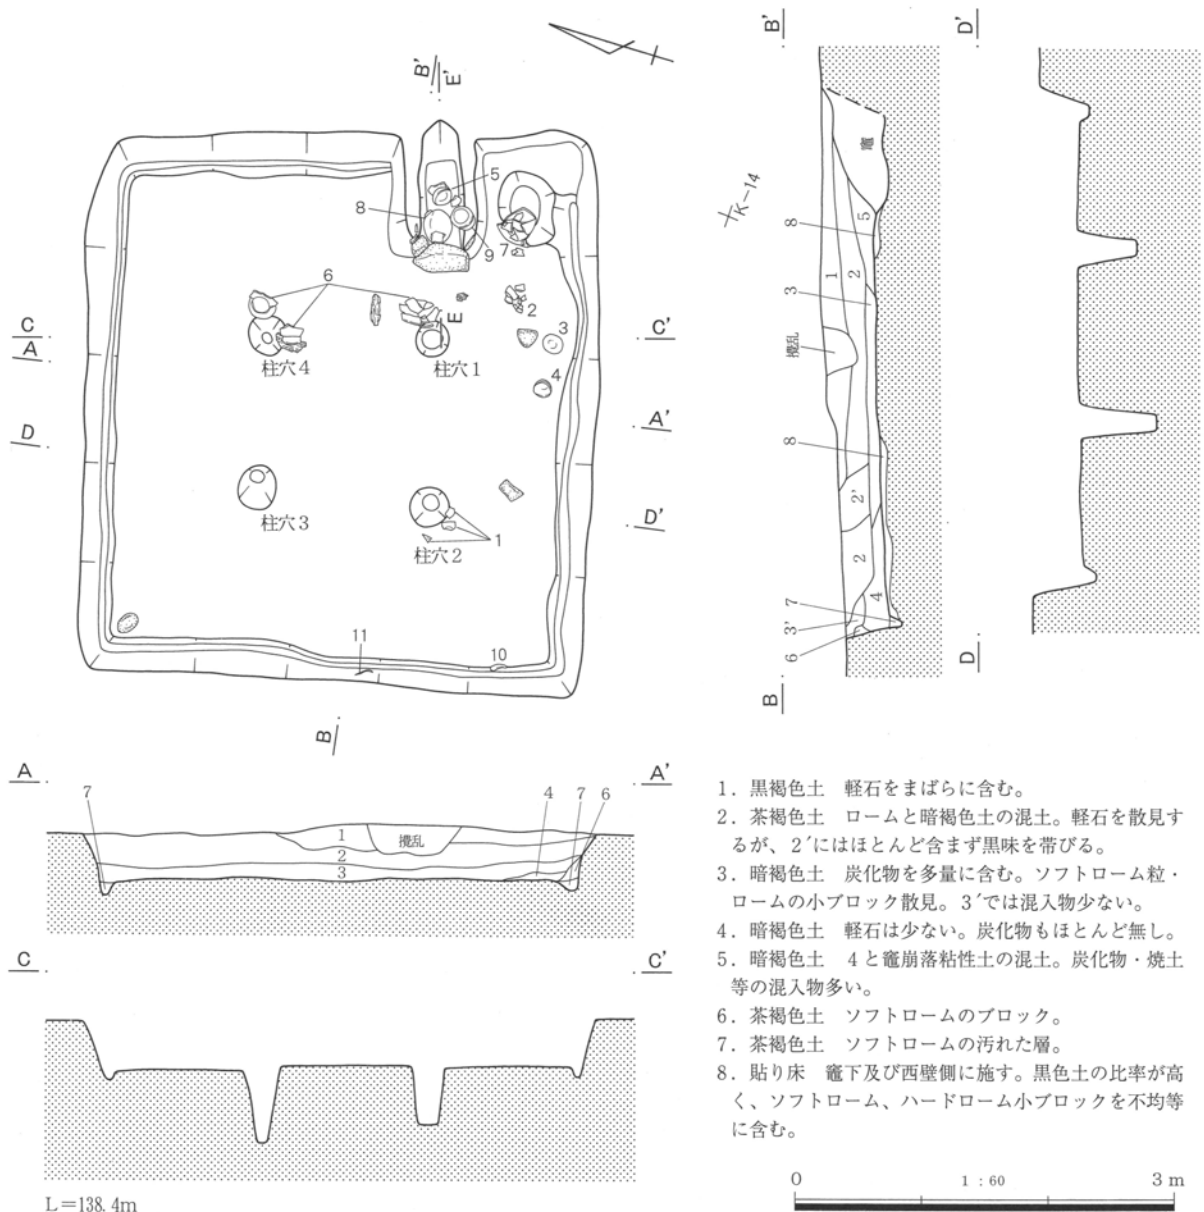 B'
E'
5
8
9
7
6
E
2
3
4
C
A
C'
柱穴4
柱穴1
D
A'
柱穴3
柱穴2
1
D'
11
10
B
K-14
B'
竈
5
8
1
2
3
攪乱
8
2'
2
4
7
3'
6
B
D'
D
A
A'
7
4
7
6
1
攪乱
2
3
C
C'
L=138.4m
1. 黒褐色土 軽石をまばらに含む。
2. 茶褐色土 ロームと暗褐色土の混土。軽石を散見す
るが、2´にはほとんど含まず黒味を帯びる。
3. 暗褐色土 炭化物を多量に含む。ソフトローム粒・
ロームの小ブロック散見。3´では混入物少ない。
4. 暗褐色土 軽石は少ない。炭化物もほとんど無し。
5. 暗褐色土 4と竈崩落粘性土の混土。炭化物・焼土
等の混入物多い。
6. 茶褐色土 ソフトロームのブロック。
7. 茶褐色土 ソフトロームの汚れた層。
8. 貼り床 竈下及び西壁側に施す。黒色土の比率が高
く、ソフトローム、ハードローム小ブロックを不均等
に含む。
0 1:60 3m